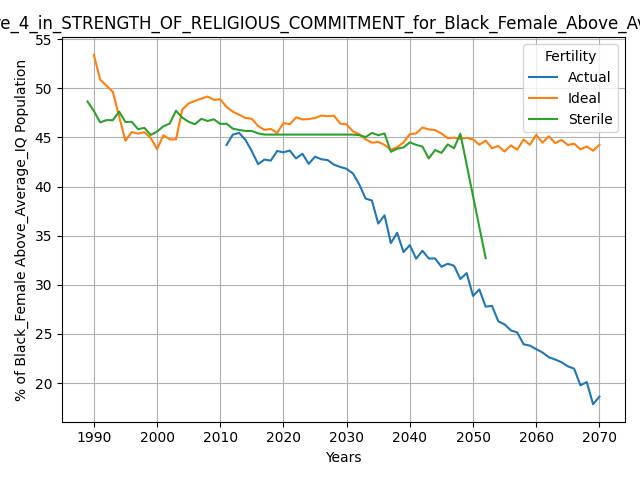 e_4_in_STRENGTH_OF_RELIGIOUS_COMMITMENT_for_Black_Female_Above_Av
55
50
45
40
35
30
25
20
% of Black_Female Above_Average_IQ Population
Fertility
Actual
Ideal
Sterile
1990 2000 2010 2020 2030 2040 2050 2060 2070
Years